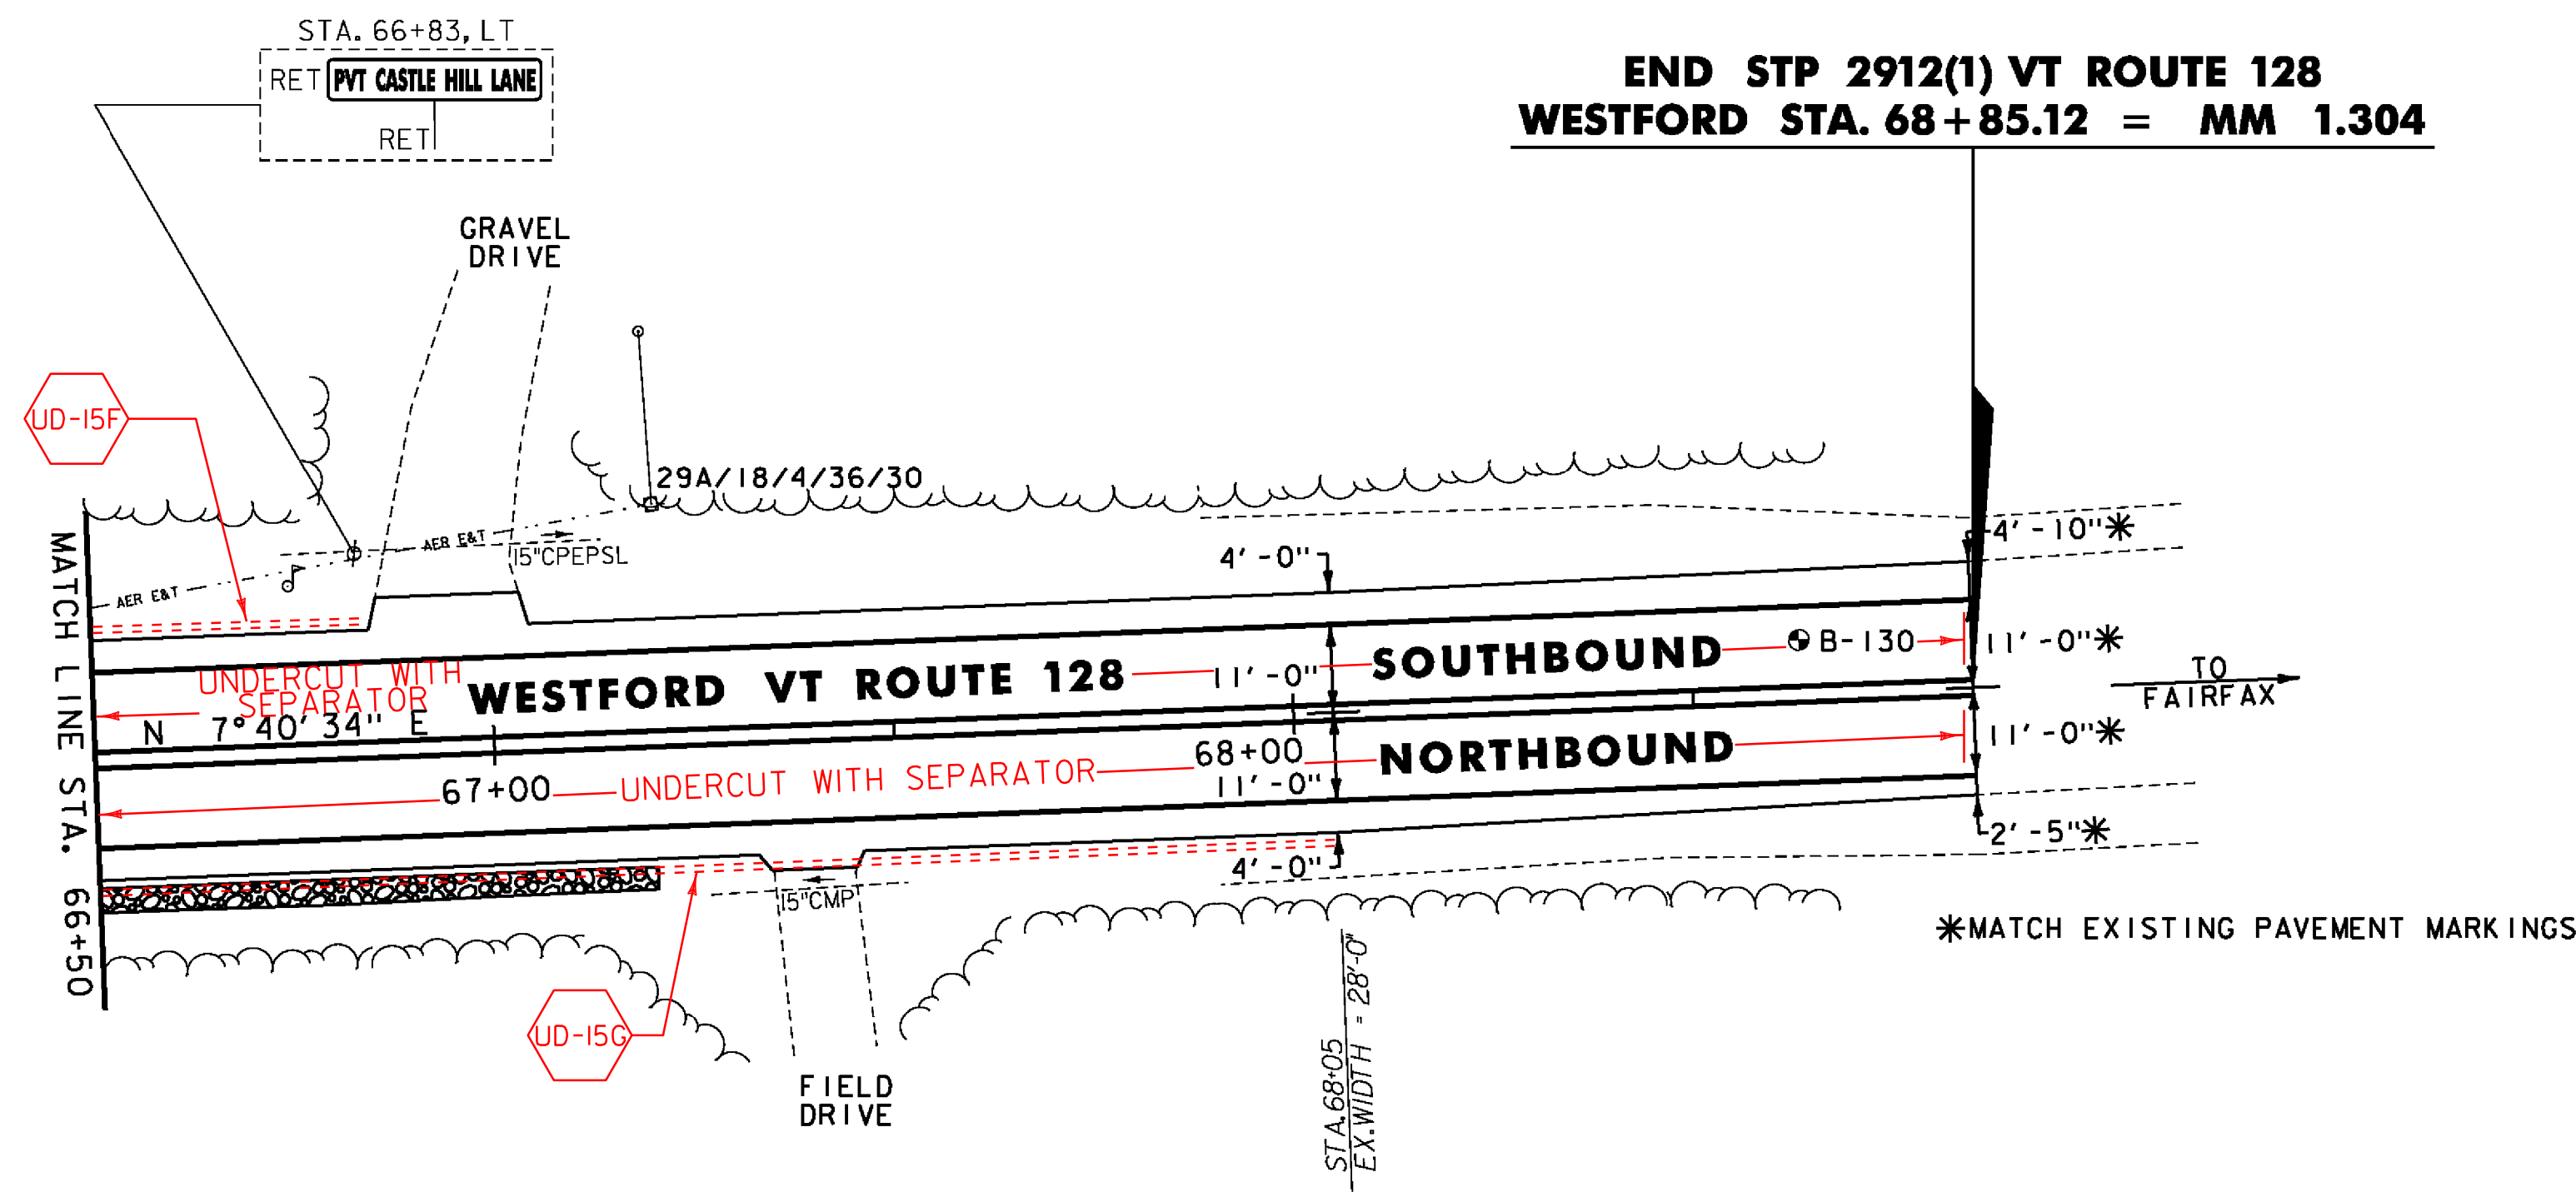 STA. 66+83, LT
RET PVT CASTLE HILL LANE
RET
END STP 2912(1) VT ROUTE 128
WESTFORD STA. 68+85.12 = MM 1.304
GRAVEL
DRIVE
UD-15F
29A/18/4/36/30
AER E&T
AER E&T
15"CPEPSL
4'-0"
4'-10"*
MATCH LINE STA. 66+50
UNDERCUT WITH
SEPARATOR
WESTFORD VT ROUTE 128
11'-0"
SOUTHBOUND
B-130
11'-0"*
TO
FAIRFAX
N 7°40'34" E
67+00
UNDERCUT WITH SEPARATOR
68+00
11'-0"
NORTHBOUND
11'-0"*
4'-0"
2'-5"*
15"CMP
*MATCH EXISTING PAVEMENT MARKINGS
UD-15G
FIELD
DRIVE
STA.68+05
EX.WIDTH = 28'-0"